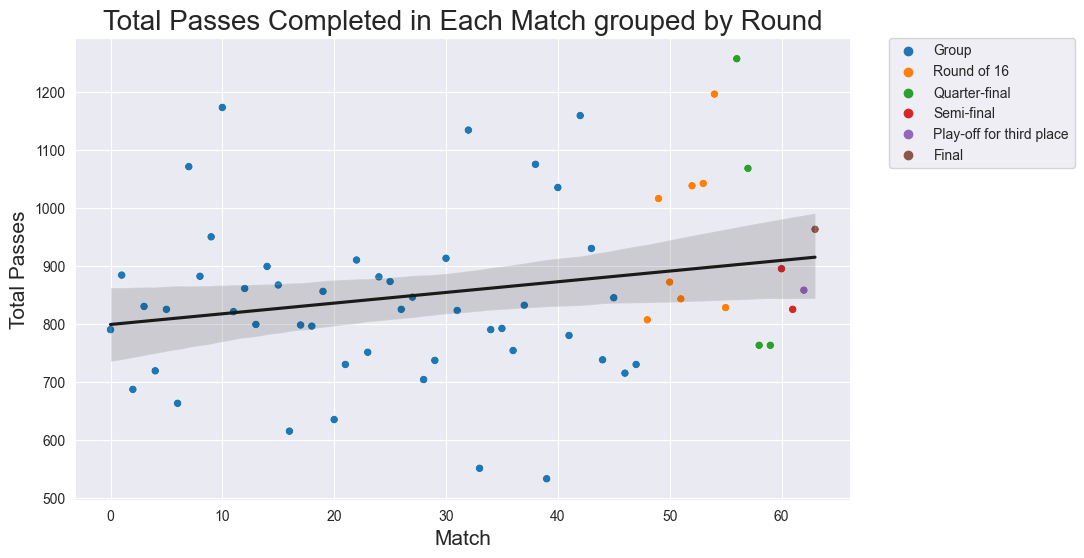 Total Passes Completed in Each Match grouped by Round
Group
Round of 16
Quarter-final
Semi-final
Play-off for third place
Final
Total Passes
1200
1100
1000
900
800
700
600
500
0 10 20 30 40 50 60
Match